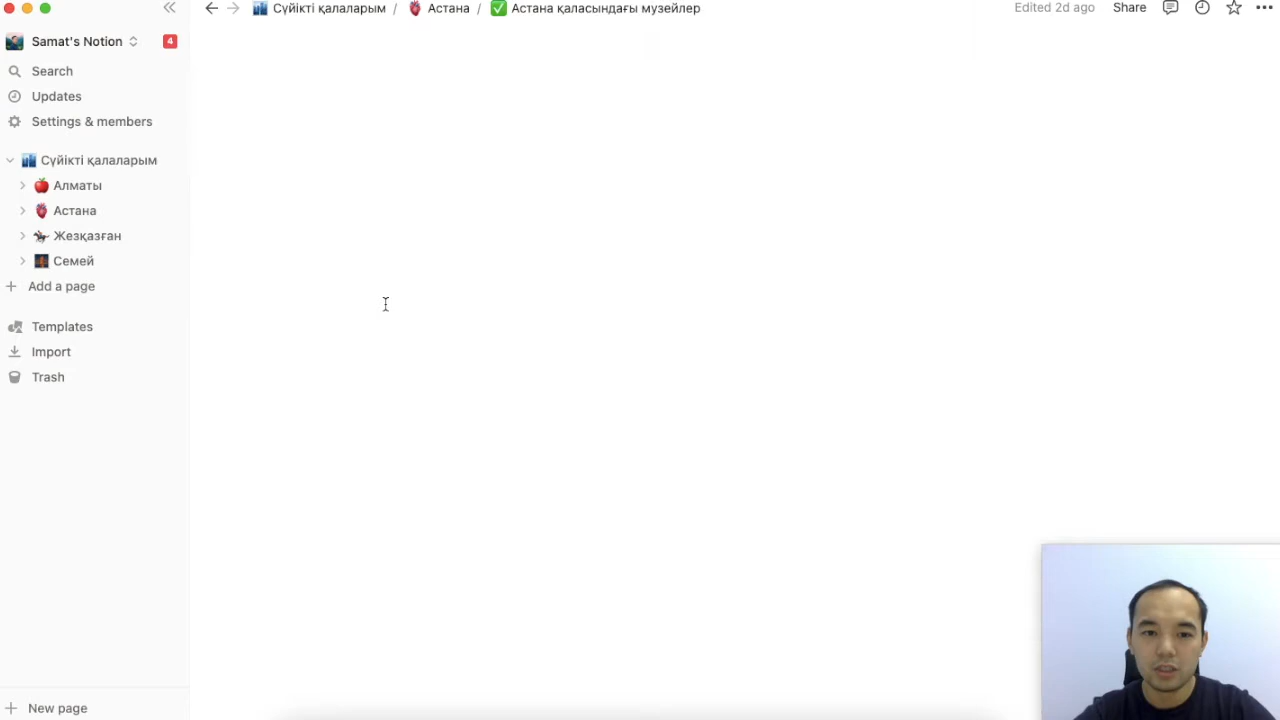 Сүйікті қалаларым / Астана / Астана қаласындағы музейлер
Edited 2d ago Share
Samat's Notion 4
Search
Updates
Settings & members
Сүйікті қалаларым
Алматы
Астана
Жезқазған
Семей
Add a page
Templates
Import
Trash
New page